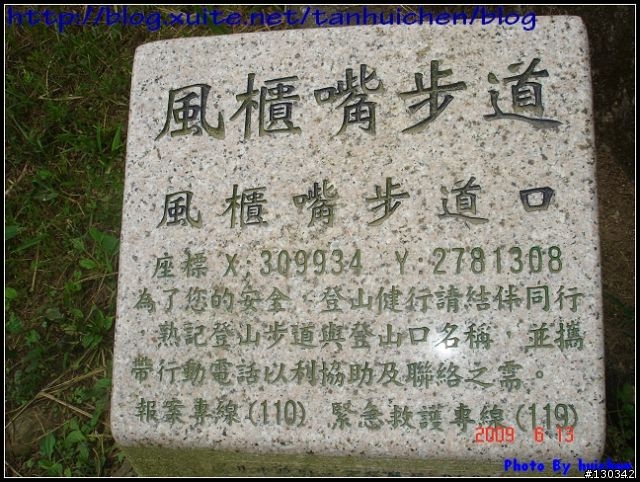 http://blog.xuite.net/tanhuichen/blog
風櫃嘴步道
風櫃嘴步道口
座標 X:309934 Y:2781308
為了您的安全，登山健行請結伴同行
，熟記登山步道與登山口名稱，並攜
帶行動電話以利協助及聯絡之需。
報案專線(110) 緊急救護專線(119)
2009 6 13
Photo By huichen
#130342